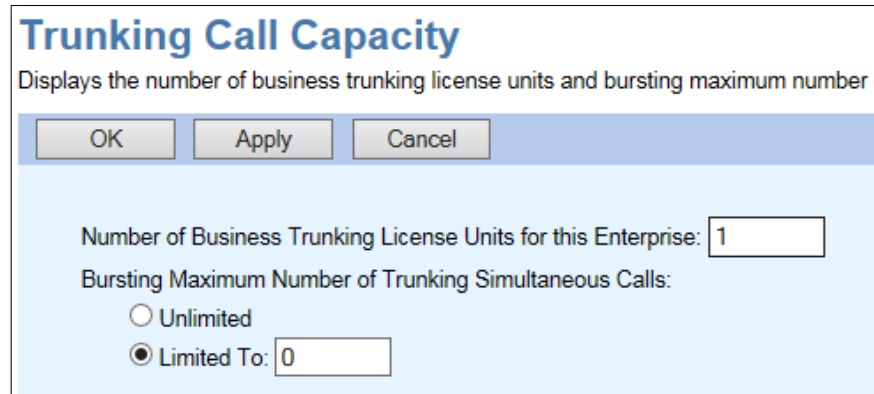 Trunking Call Capacity
Displays the number of business trunking license units and bursting maximum number
OK Apply Cancel
Number of Business Trunking License Units for this Enterprise: 1
Bursting Maximum Number of Trunking Simultaneous Calls:
Unlimited
Limited To: 0